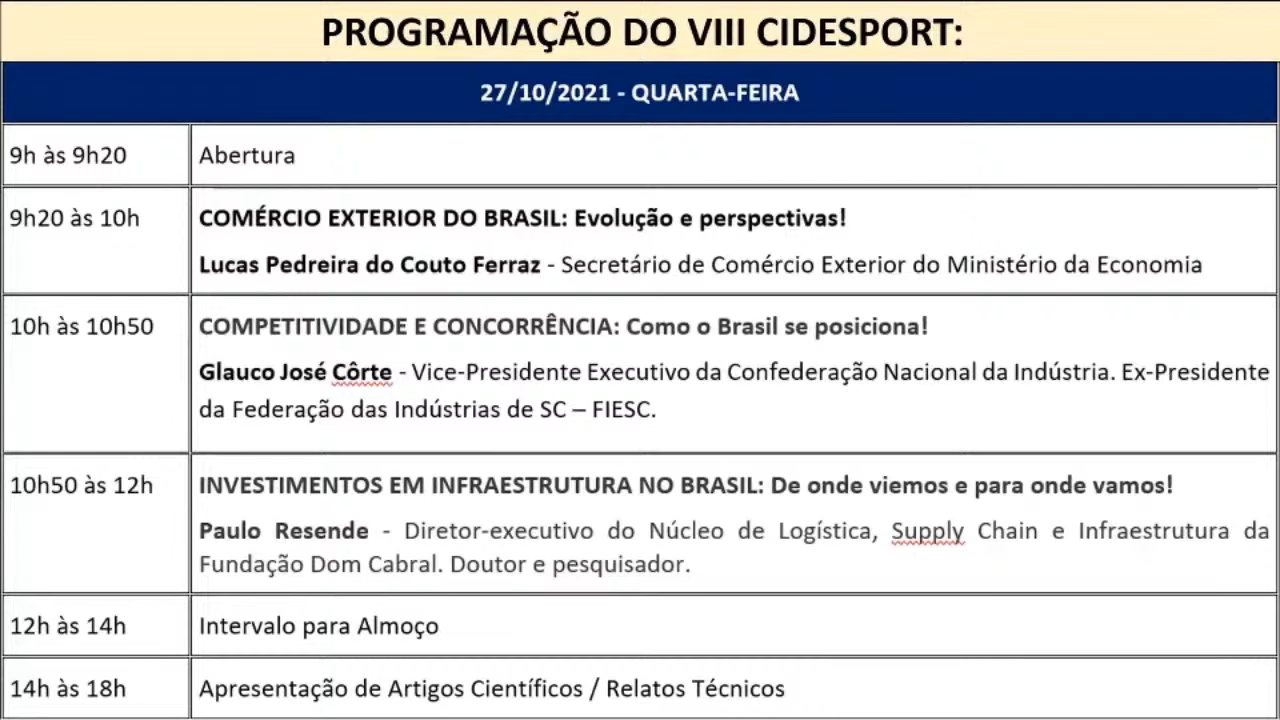 PROGRAMAÇÃO DO VIII CIDESPORT:
27/10/2021 - QUARTA-FEIRA
9h às 9h20
Abertura
9h20 às 10h
COMÉRCIO EXTERIOR DO BRASIL: Evolução e perspectivas!
Lucas Pedreira do Couto Ferraz - Secretário de Comércio Exterior do Ministério da Economia
10h às 10h50
COMPETITIVIDADE E CONCORRÊNCIA: Como o Brasil se posiciona!
Glauco José Côrte - Vice-Presidente Executivo da Confederação Nacional da Indústria. Ex-Presidente
da Federação das Indústrias de SC – FIESC.
10h50 às 12h
INVESTIMENTOS EM INFRAESTRUTURA NO BRASIL: De onde viemos e para onde vamos!
Paulo Resende - Diretor-executivo do Núcleo de Logística, Supply Chain e Infraestrutura da
Fundação Dom Cabral. Doutor e pesquisador.
12h às 14h
Intervalo para Almoço
14h às 18h
Apresentação de Artigos Científicos / Relatos Técnicos